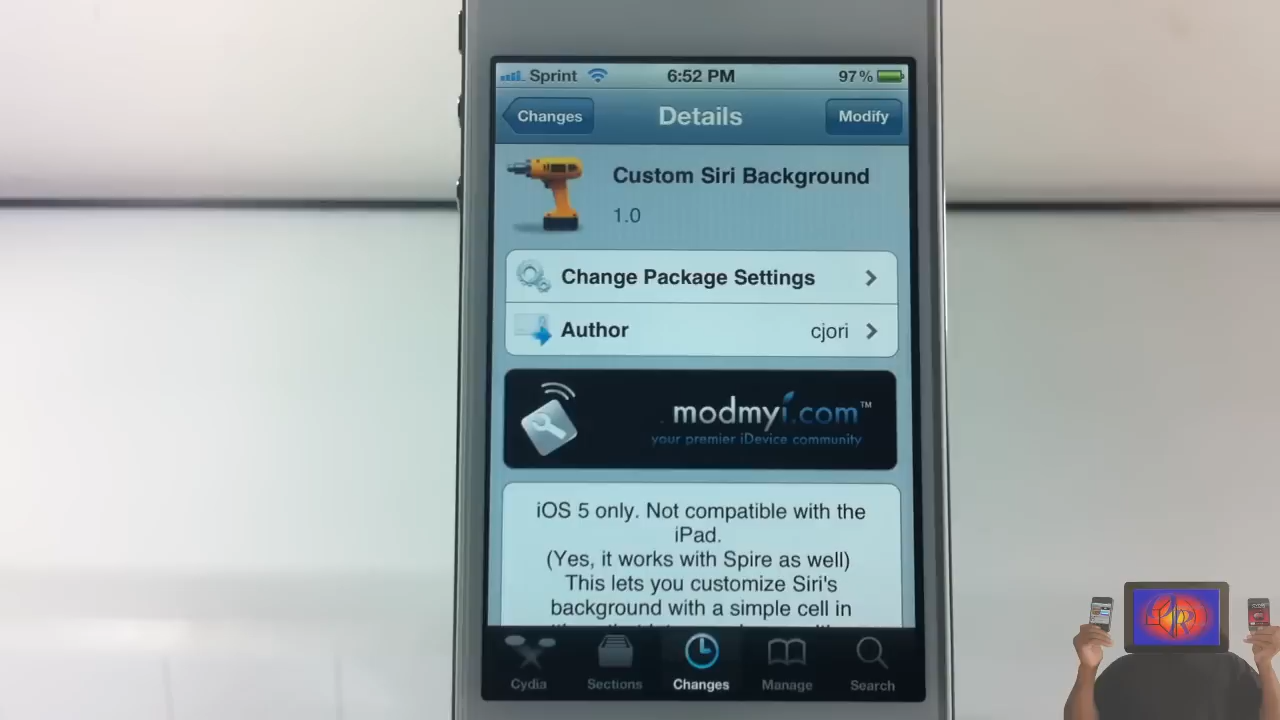 Sprint 6:52 PM 97%
Changes Details Modify
Custom Siri Background
1.0
Change Package Settings
Author cjori
modmyi.com™
your premier iDevice community
iOS 5 only. Not compatible with the
iPad.
(Yes, it works with Spire as well)
This lets you customize Siri's
background with a simple cell in
Cydia Sections Changes Manage Search